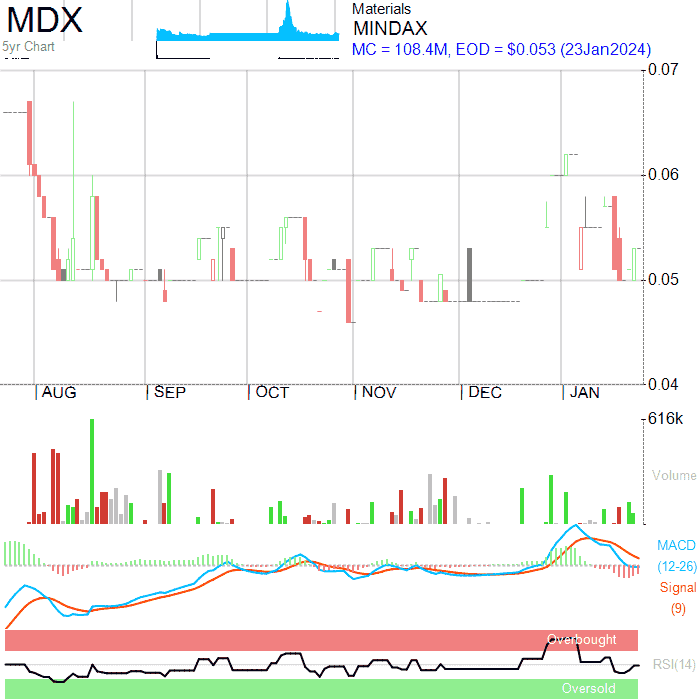 MDX
5yr Chart
Materials
MINDAX
MC = 108.4M, EOD = $0.053 (23Jan2024)
0.07
0.06
0.05
0.04
AUG SEP OCT NOV DEC JAN
616k
Volume
MACD
(12-26)
Signal
(9)
Overbought
RSI(14)
Oversold